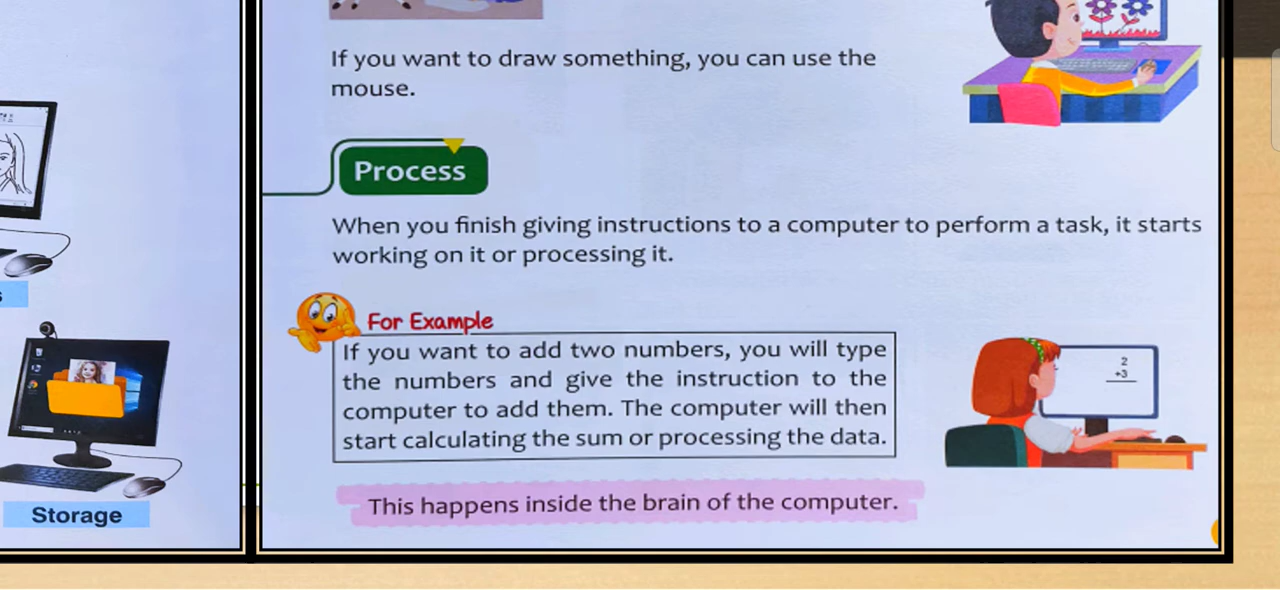 If you want to draw something, you can use the
mouse.
Process
When you finish giving instructions to a computer to perform a task, it starts
working on it or processing it.
For Example
If you want to add two numbers, you will type
the numbers and give the instruction to the
computer to add them. The computer will then
start calculating the sum or processing the data.
2
+3
This happens inside the brain of the computer.
Storage